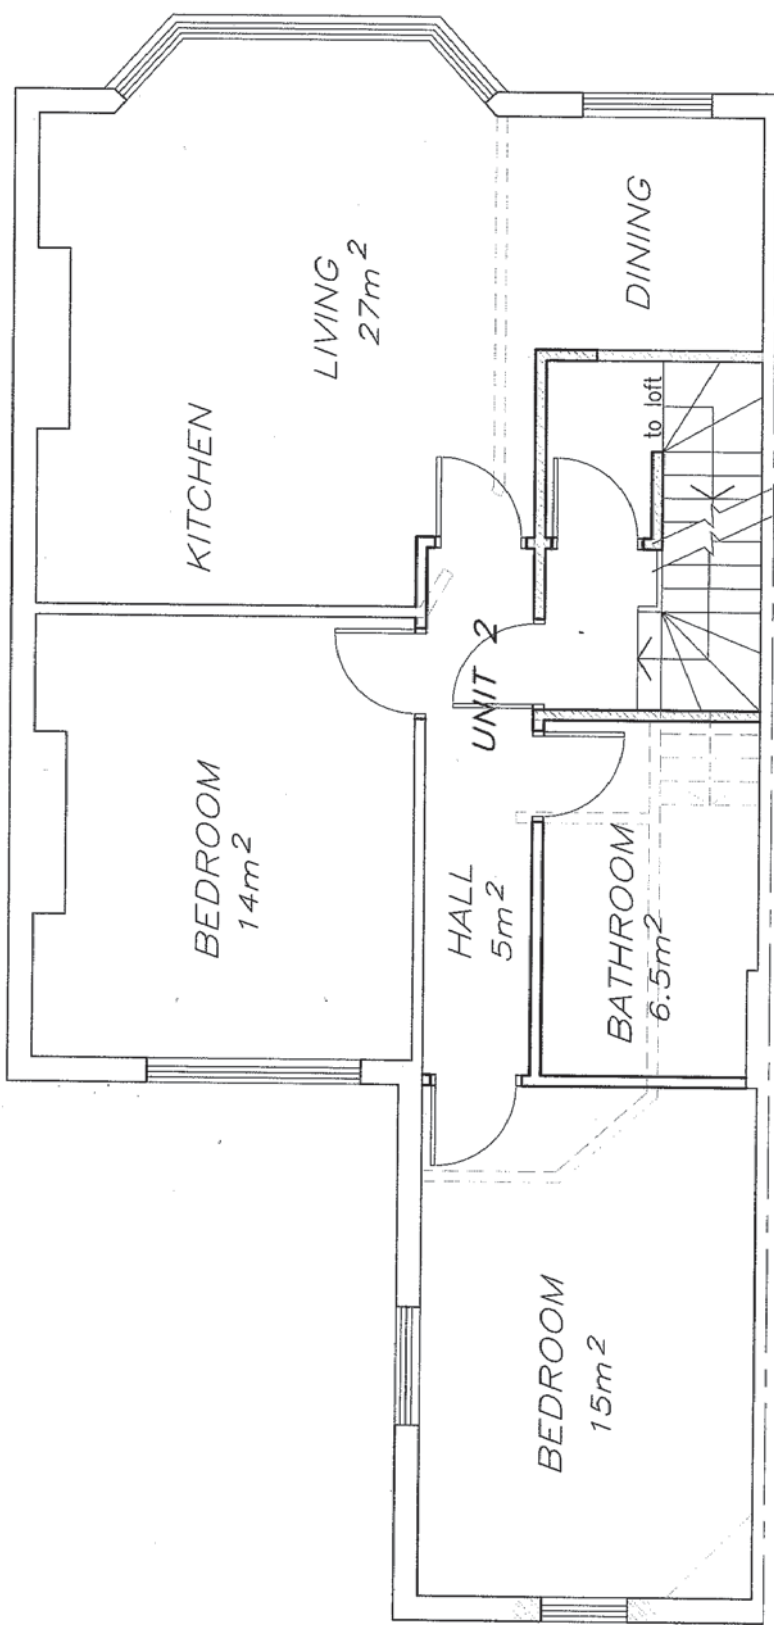 KITCHEN
LIVING
27m²
DINING
to loft
UNIT 2
BEDROOM
14m²
HALL
5m²
BATHROOM
6.5m²
BEDROOM
15m²